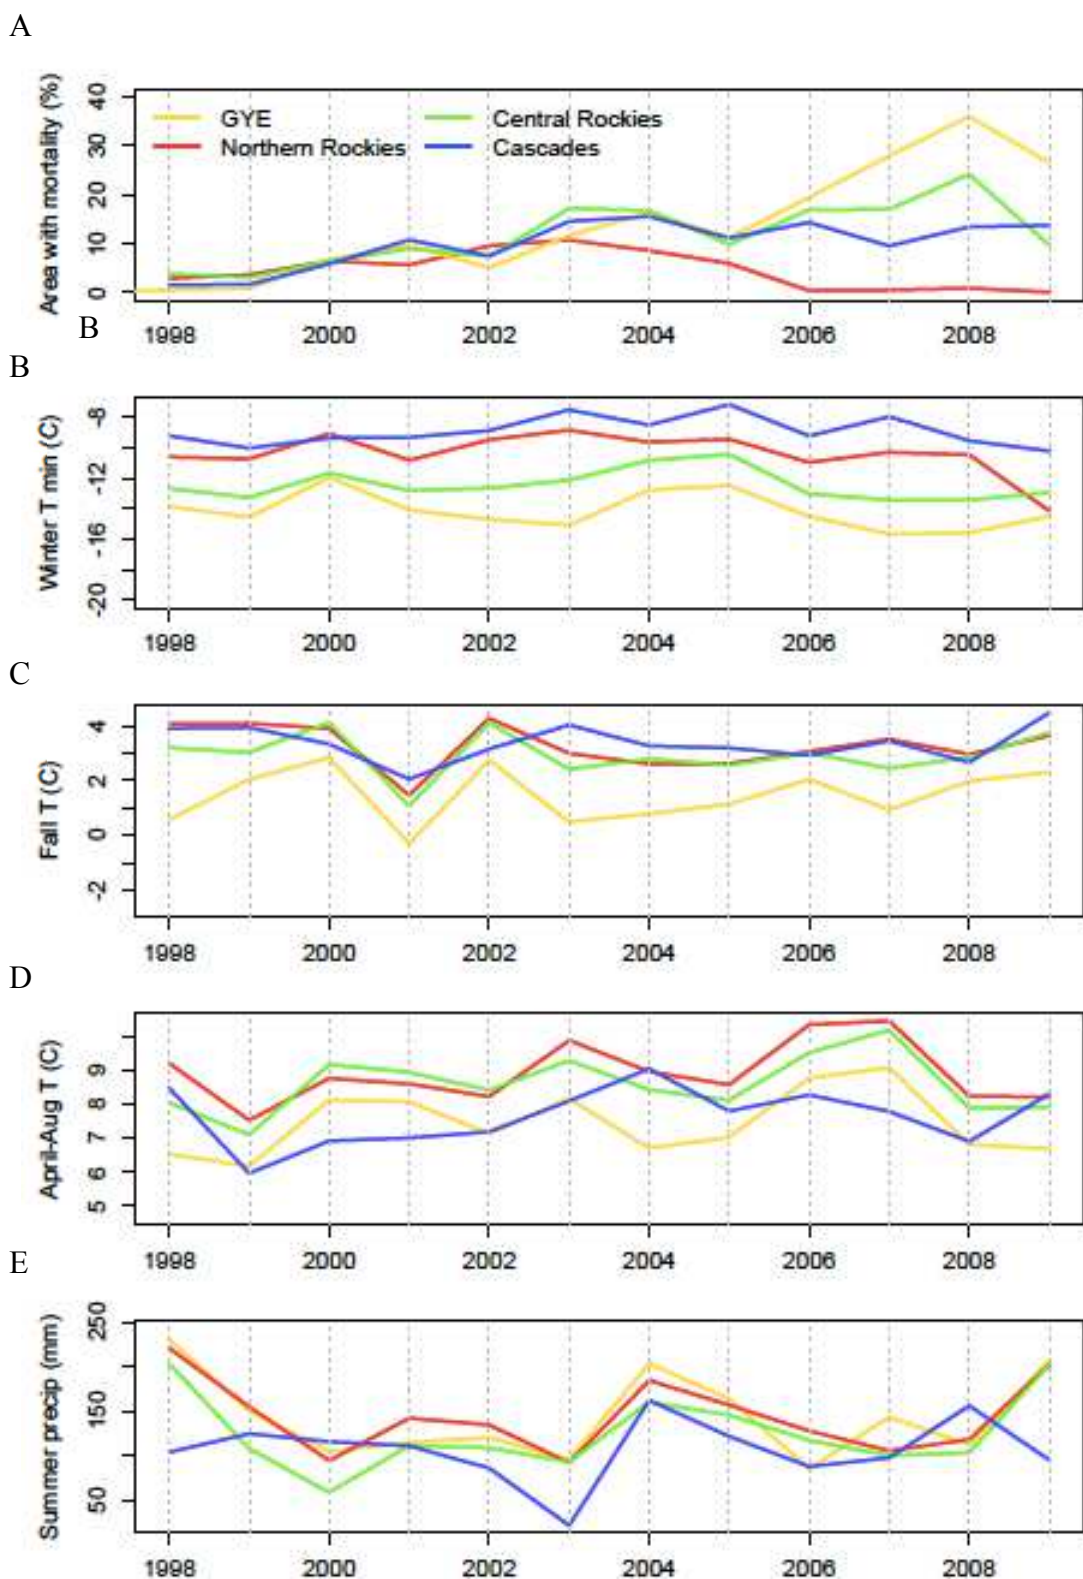 A
Area with mortality (%)
40
30
20
10
0
GYE
Central Rockies
Northern Rockies
Cascades
1998 2000 2002 2004 2006 2008
B
B
Winter T min (C)
-8
-12
-16
-20
1998 2000 2002 2004 2006 2008
C
Fall T (C)
4
2
0
-2
1998 2000 2002 2004 2006 2008
D
April-Aug T (C)
9
8
7
6
5
1998 2000 2002 2004 2006 2008
E
Summer precip (mm)
250
150
50
1998 2000 2002 2004 2006 2008